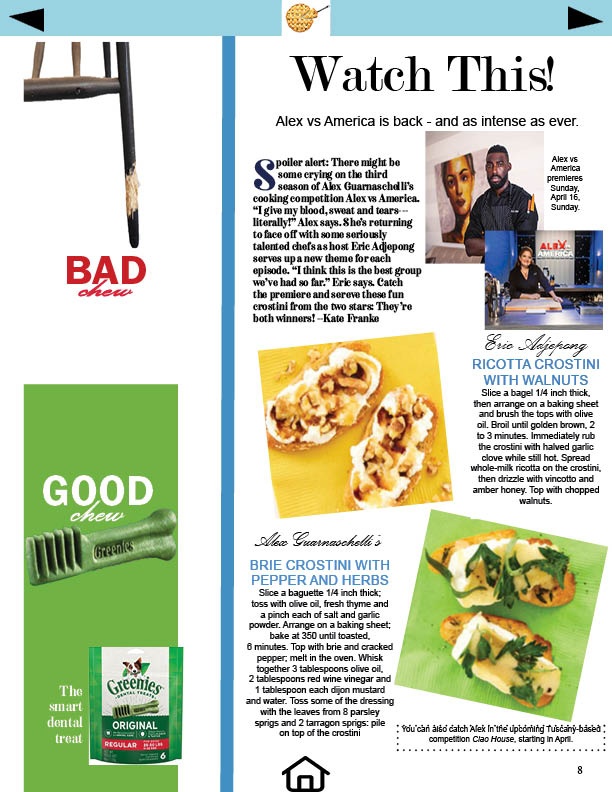 BAD
chew
GOOD
chew
Greenies
The
smart
dental
treat
Greenies
DENTAL TREATS
ORIGINAL
REGULAR
6
Watch This!
Alex vs America is back - and as intense as ever.
Spoiler alert: There might be
some crying on the third
season of Alex Guarnaschelli's
cooking competition Alex vs America.
“I give my blood, sweat and tears---
literally!” Alex says. She's returning
to face off with some seriously
talented chefs as host Eric Adjepong
serves up a new theme for each
episode. “I think this is the best group
we've had so far.” Eric says. Catch
the premiere and sereve these fun
crostini from the two stars: They're
both winners! --Kate Franke
Alex vs
America
premieres
Sunday,
April 16,
Sunday.
ALEX
AMERICA
Eric Adjepong
RICOTTA CROSTINI
WITH WALNUTS
Slice a bagel 1/4 inch thick,
then arrange on a baking sheet
and brush the tops with olive
oil. Broil until golden brown, 2
to 3 minutes. Immediately rub
the crostini with halved garlic
clove while still hot. Spread
whole-milk ricotta on the crostini,
then drizzle with vincotto and
amber honey. Top with chopped
walnuts.
Alex Guarnaschelli's
BRIE CROSTINI WITH
PEPPER AND HERBS
Slice a baguette 1/4 inch thick;
toss with olive oil, fresh thyme and
a pinch each of salt and garlic
powder. Arrange on a baking sheet;
bake at 350 until toasted,
6 minutes. Top with brie and cracked
pepper; melt in the oven. Whisk
together 3 tablespoons olive oil,
2 tablespoons red wine vinegar and
1 tablespoon each dijon mustard
and water. Toss some of the dressing
with the leaves from 8 parsley
sprigs and 2 tarragon sprigs: pile
on top of the crostini
You can also catch Alex in the upcoming Tuscany-based
competition Ciao House, starting in April.
8